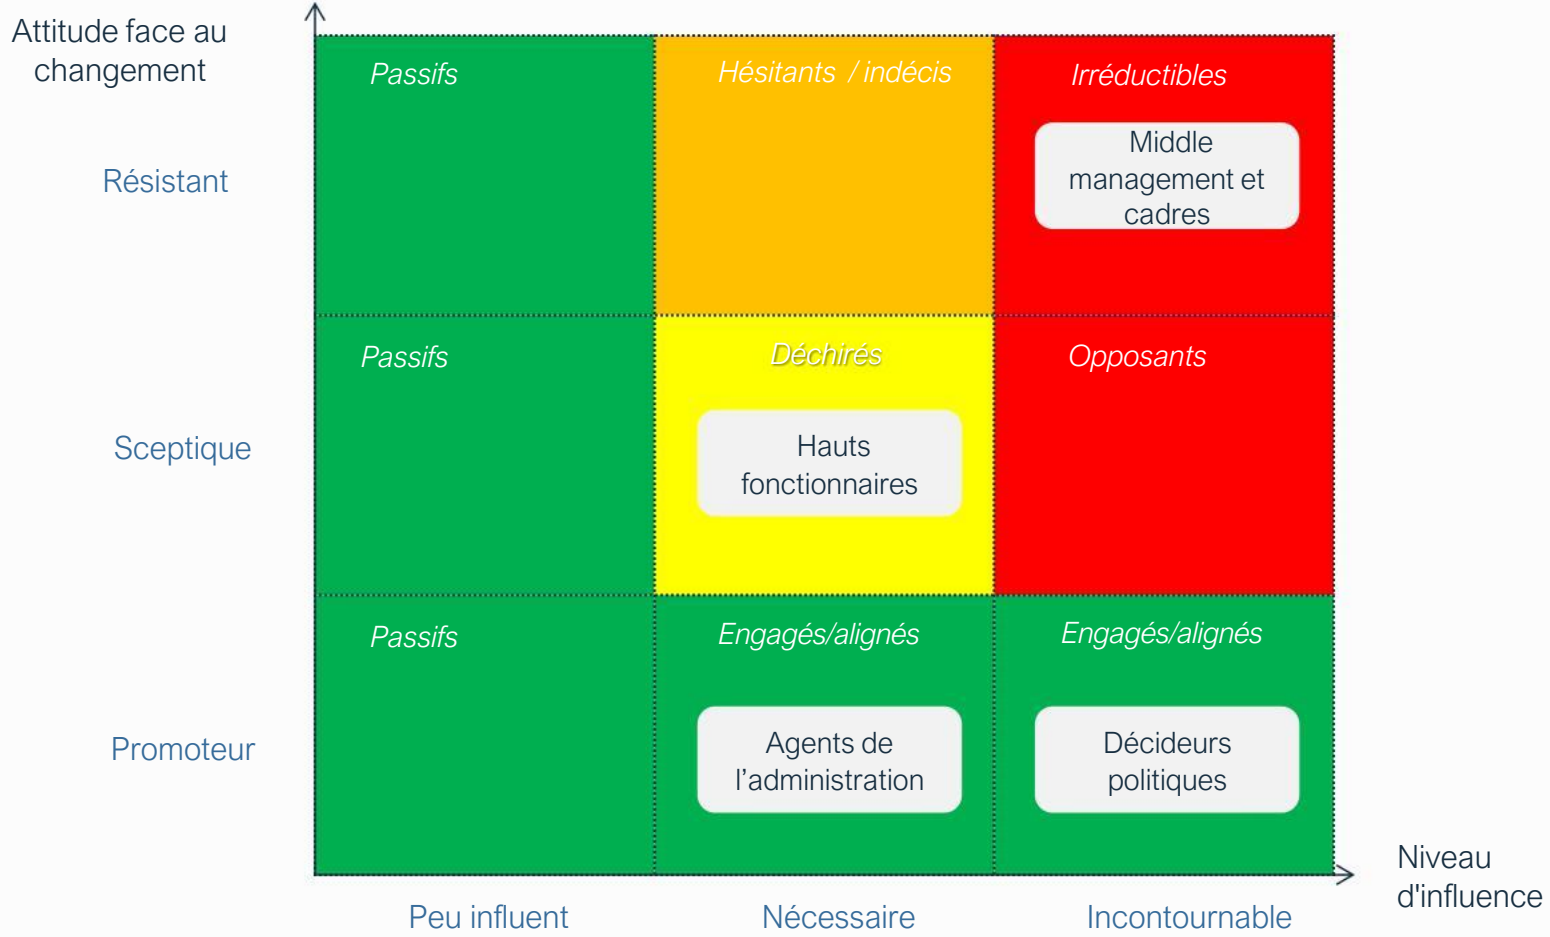 Attitude face au
changement
Passifs
Hésitants / indécis
Irréductibles
Résistant
Middle
management et
cadres
Passifs
Déchirés
Opposants
Sceptique
Hauts
fonctionnaires
Passifs
Engagés/alignés
Engagés/alignés
Promoteur
Agents de
l’administration
Décideurs
politiques
Niveau
d'influence
Peu influent
Nécessaire
Incontournable